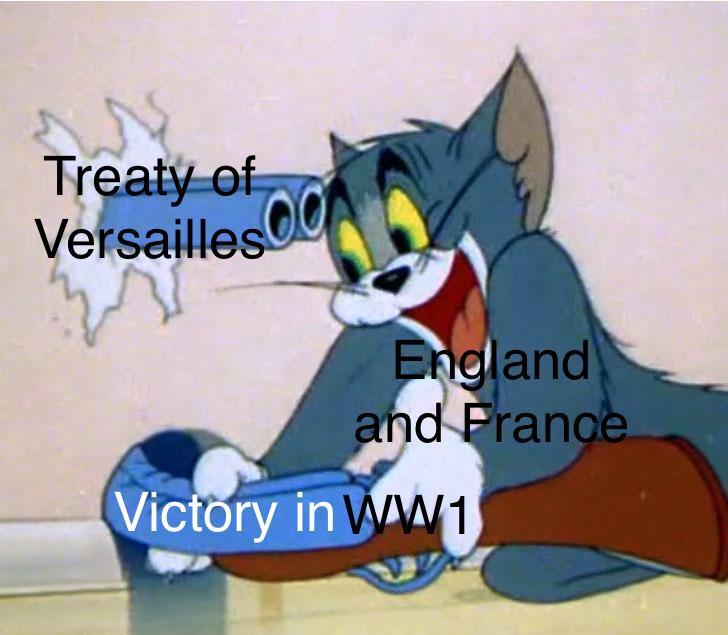 Treaty of
Versailles
England
and France
Victory in WW1